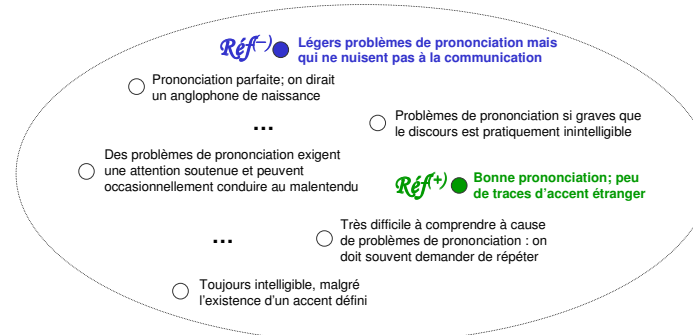 Réf(−) Légers problèmes de prononciation mais
qui ne nuisent pas à la communication
Prononciation parfaite; on dirait
un anglophone de naissance
...
Problèmes de prononciation si graves que
le discours est pratiquement inintelligible
Des problèmes de prononciation exigent
une attention soutenue et peuvent
occasionnellement conduire au malentendu
Réf(+) Bonne prononciation; peu
de traces d’accent étranger
...
Très difficile à comprendre à cause
de problèmes de prononciation : on
doit souvent demander de répéter
Toujours intelligible, malgré
l’existence d’un accent défini